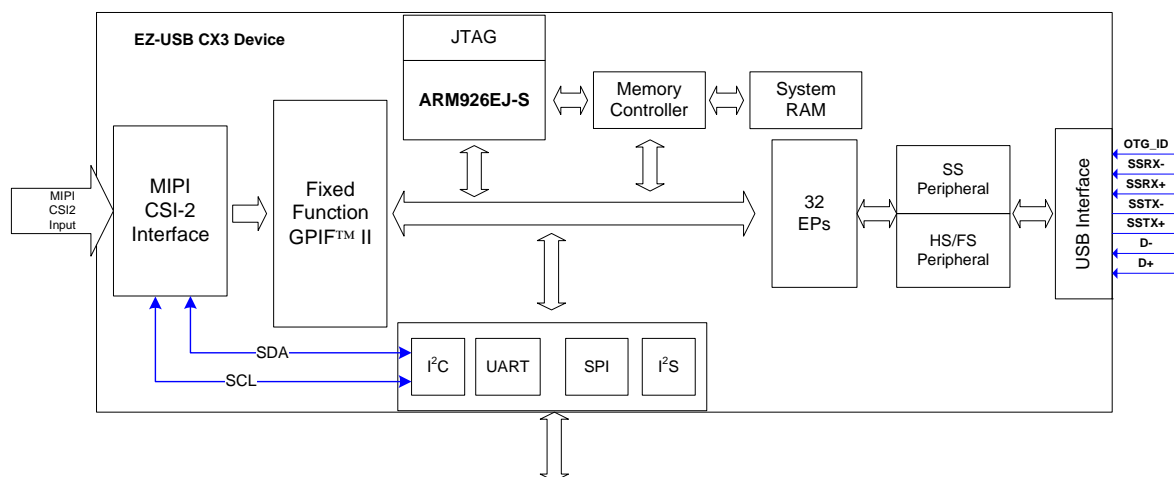 EZ-USB CX3 Device
JTAG
ARM926EJ-S
Memory
Controller
System
RAM
MIPI
CSI2
Input
MIPI
CSI-2
Interface
Fixed
Function
GPIF™ II
32
EPs
SS
Peripheral
HS/FS
Peripheral
USB Interface
OTG_ID
SSRX-
SSRX+
SSTX-
SSTX+
D-
D+
SDA
SCL
I²C
UART
SPI
I²S